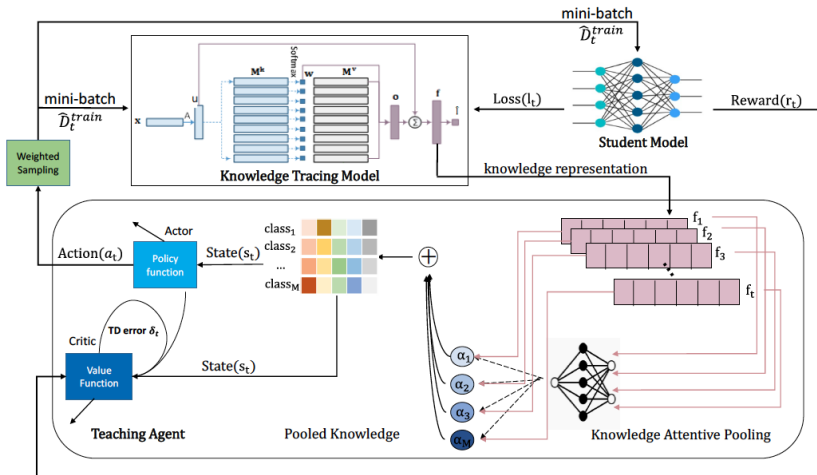 mini-batch
D̂_t^train
mini-batch
D̂_t^train
Softmax
M^k
w
M^v
u
o
f
x
A
Σ
l̂
Knowledge Tracing Model
Loss(l_t)
Student Model
Reward(r_t)
Weighted
Sampling
knowledge representation
Actor
Action(a_t)
Policy
function
State(s_t)
class_1
class_2
...
class_M
+
f_1
f_2
f_3
f_t
Critic
TD error δ_t
Value
Function
State(s_t)
α_1
α_2
α_3
α_M
Teaching Agent
Pooled Knowledge
Knowledge Attentive Pooling